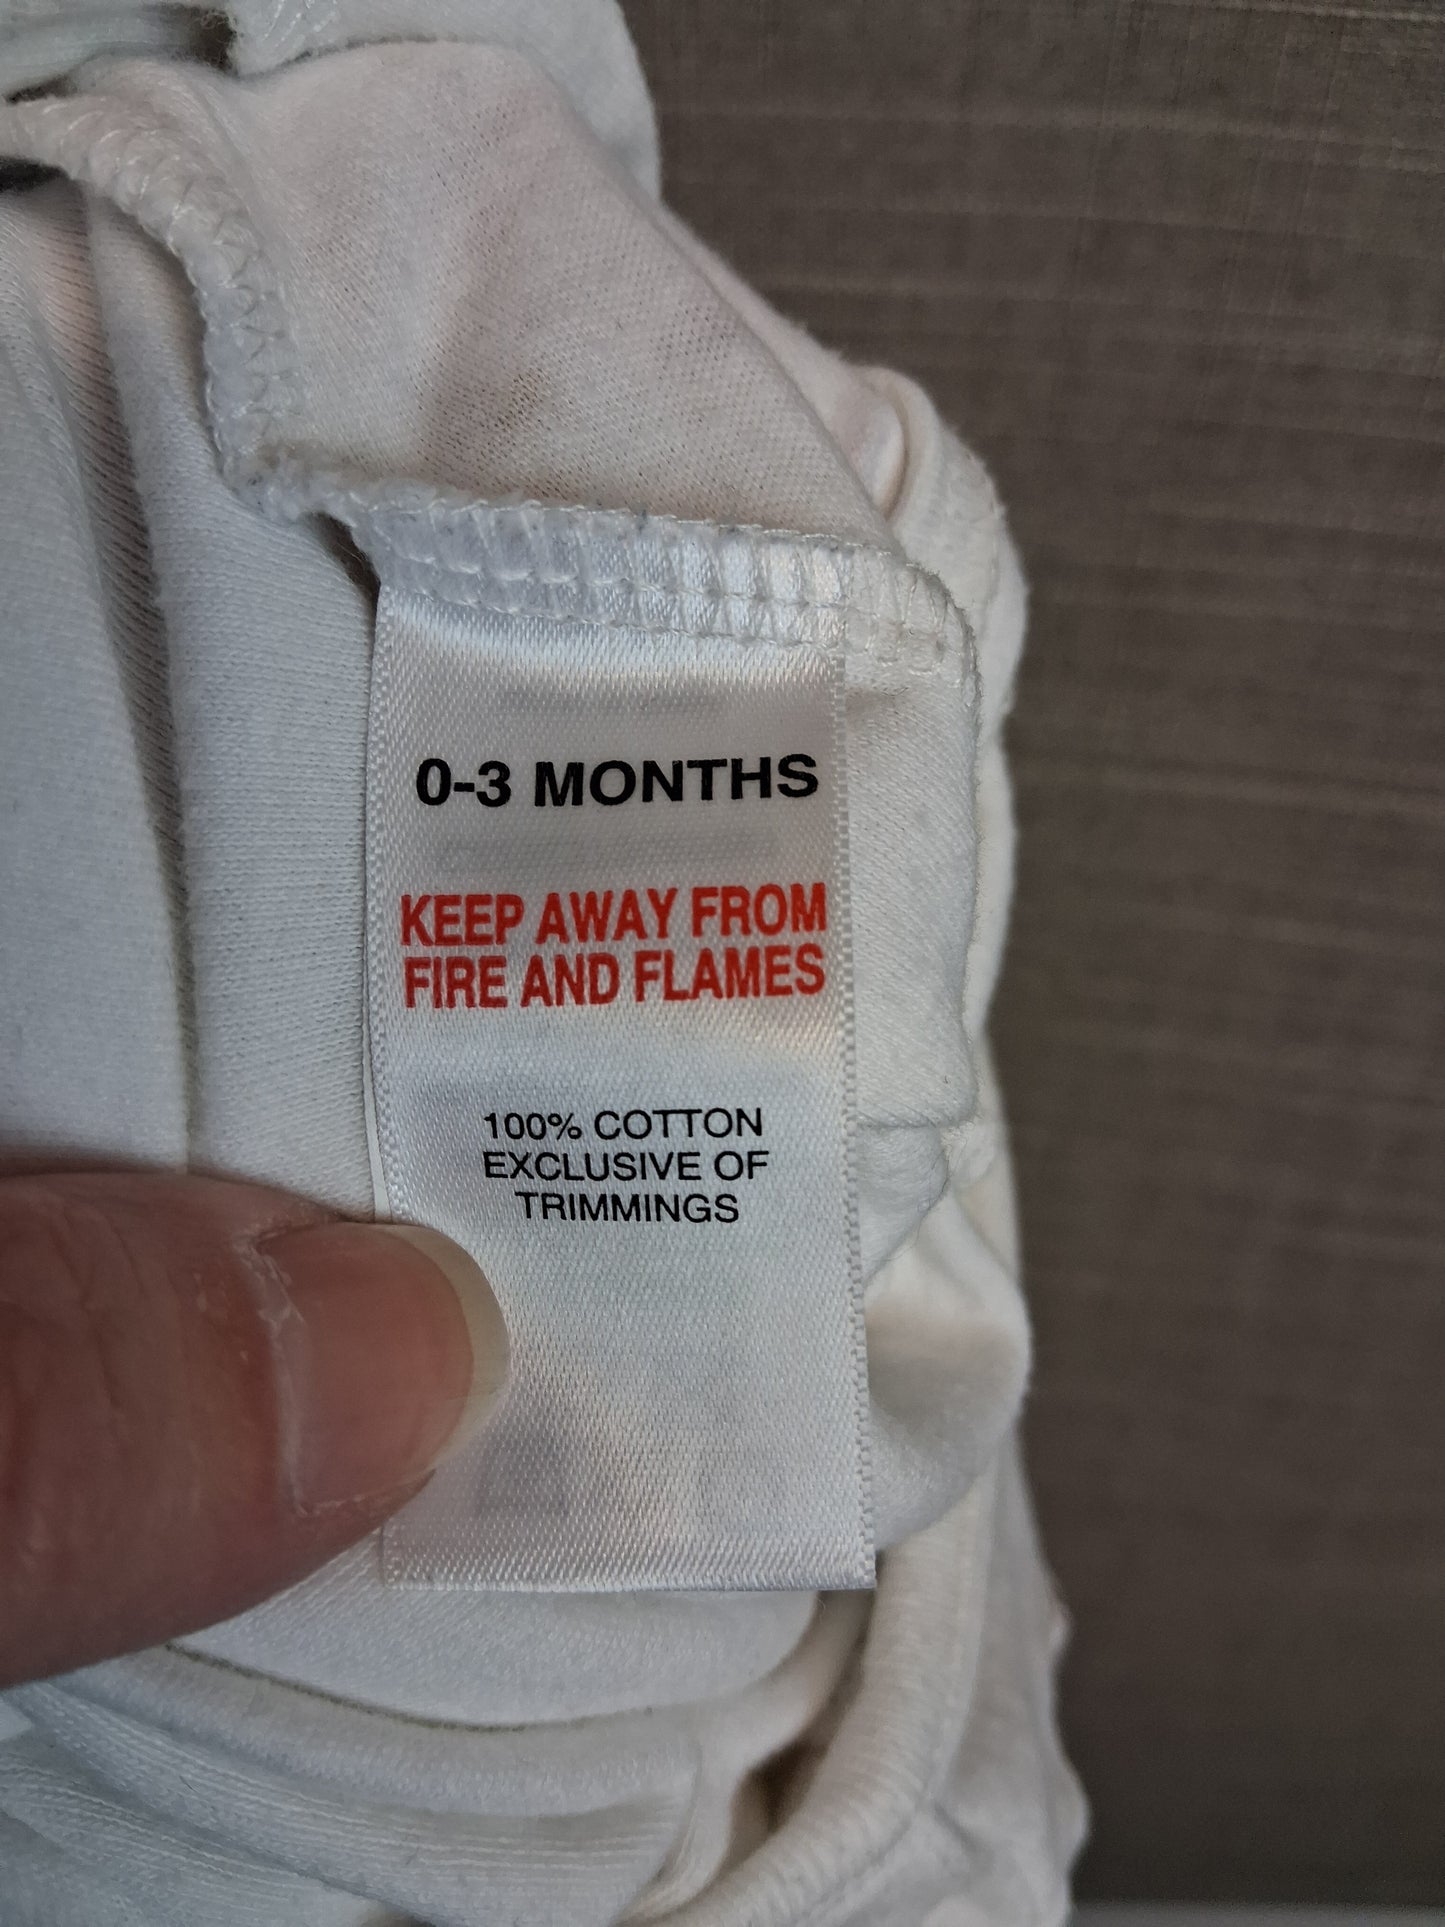 0-3 MONTHS
KEEP AWAY FROM
FIRE AND FLAMES
100% COTTON
EXCLUSIVE OF
TRIMMINGS